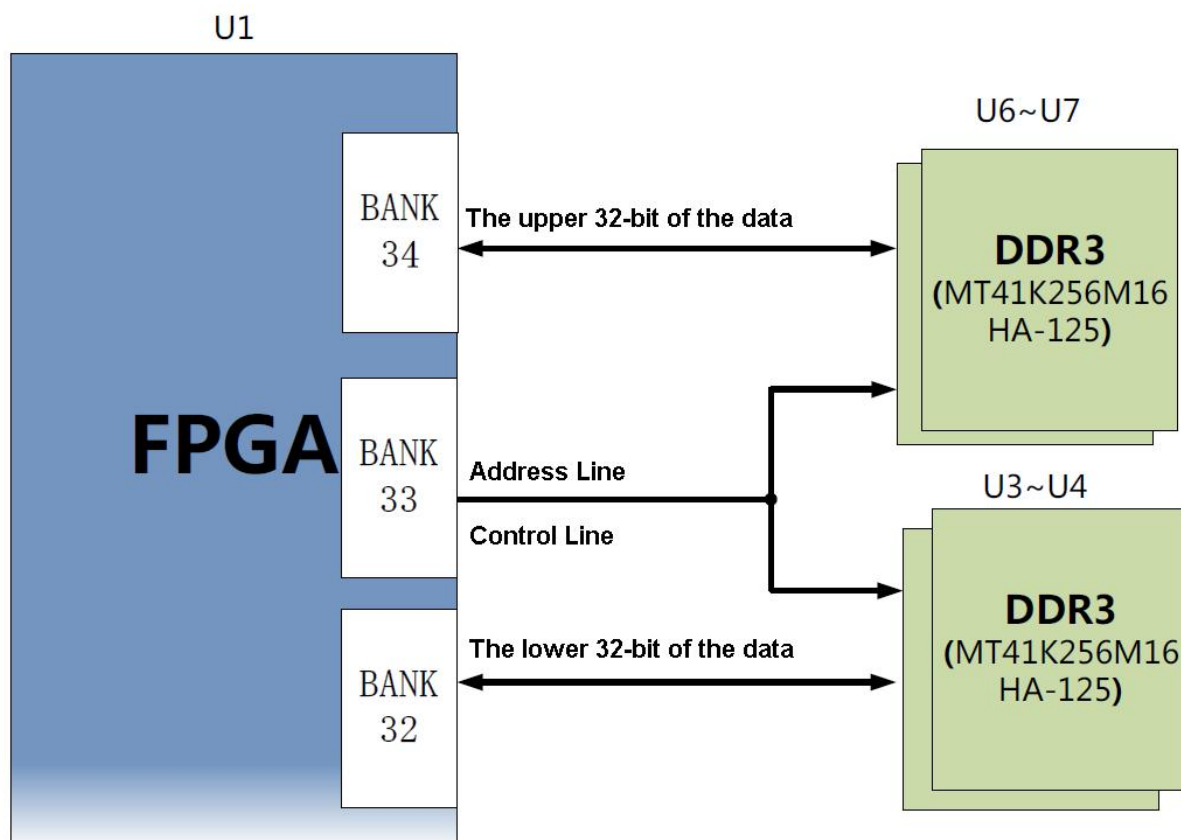 U1
U6~U7
BANK
34
The upper 32-bit of the data
DDR3
(MT41K256M16
HA-125)
FPGA
BANK
33
Address Line
Control Line
U3~U4
BANK
32
The lower 32-bit of the data
DDR3
(MT41K256M16
HA-125)